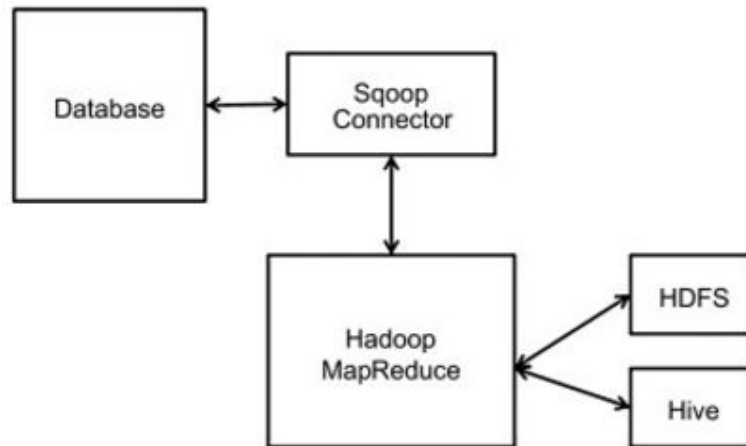 Database
Sqoop
Connector
Hadoop
MapReduce
HDFS
Hive